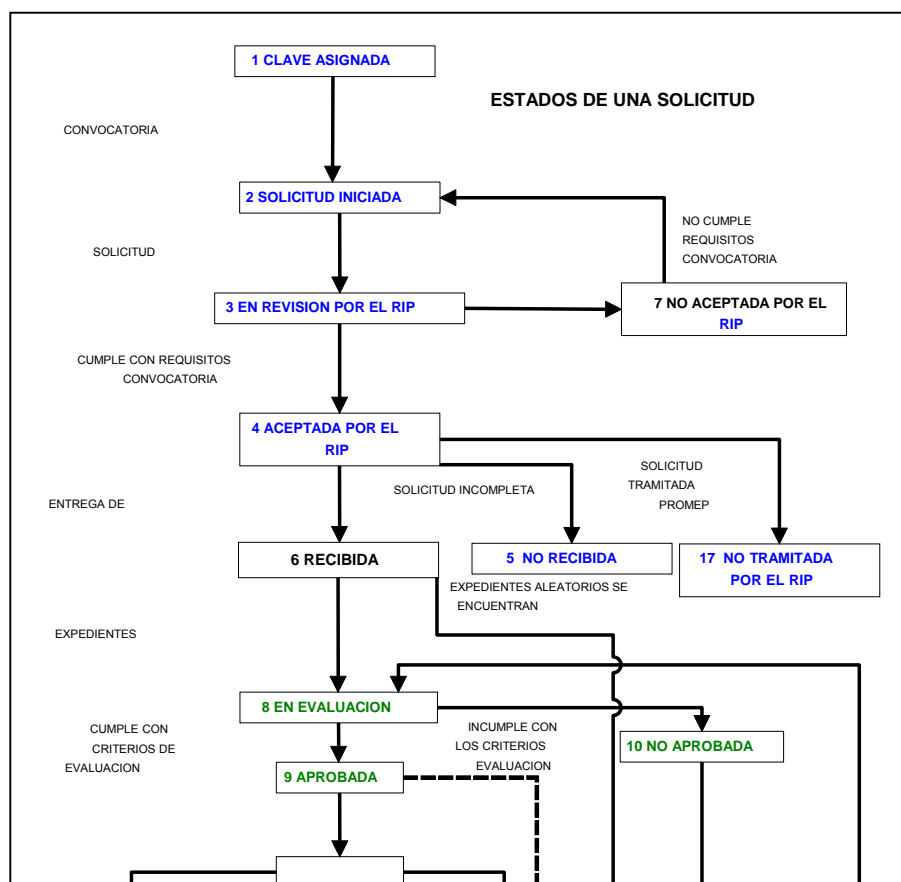 1 CLAVE ASIGNADA
ESTADOS DE UNA SOLICITUD
CONVOCATORIA
2 SOLICITUD INICIADA
NO CUMPLE
REQUISITOS
CONVOCATORIA
SOLICITUD
3 EN REVISION POR EL RIP
7 NO ACEPTADA POR EL
RIP
CUMPLE CON REQUISITOS
CONVOCATORIA
4 ACEPTADA POR EL
RIP
SOLICITUD INCOMPLETA
SOLICITUD
TRAMITADA
PROMEP
ENTREGA DE
6 RECIBIDA
5 NO RECIBIDA
17 NO TRAMITADA
POR EL RIP
EXPEDIENTES ALEATORIOS SE
ENCUENTRAN
EXPEDIENTES
8 EN EVALUACION
CUMPLE CON
CRITERIOS DE
EVALUACION
INCUMPLE CON
LOS CRITERIOS
EVALUACION
10 NO APROBADA
9 APROBADA